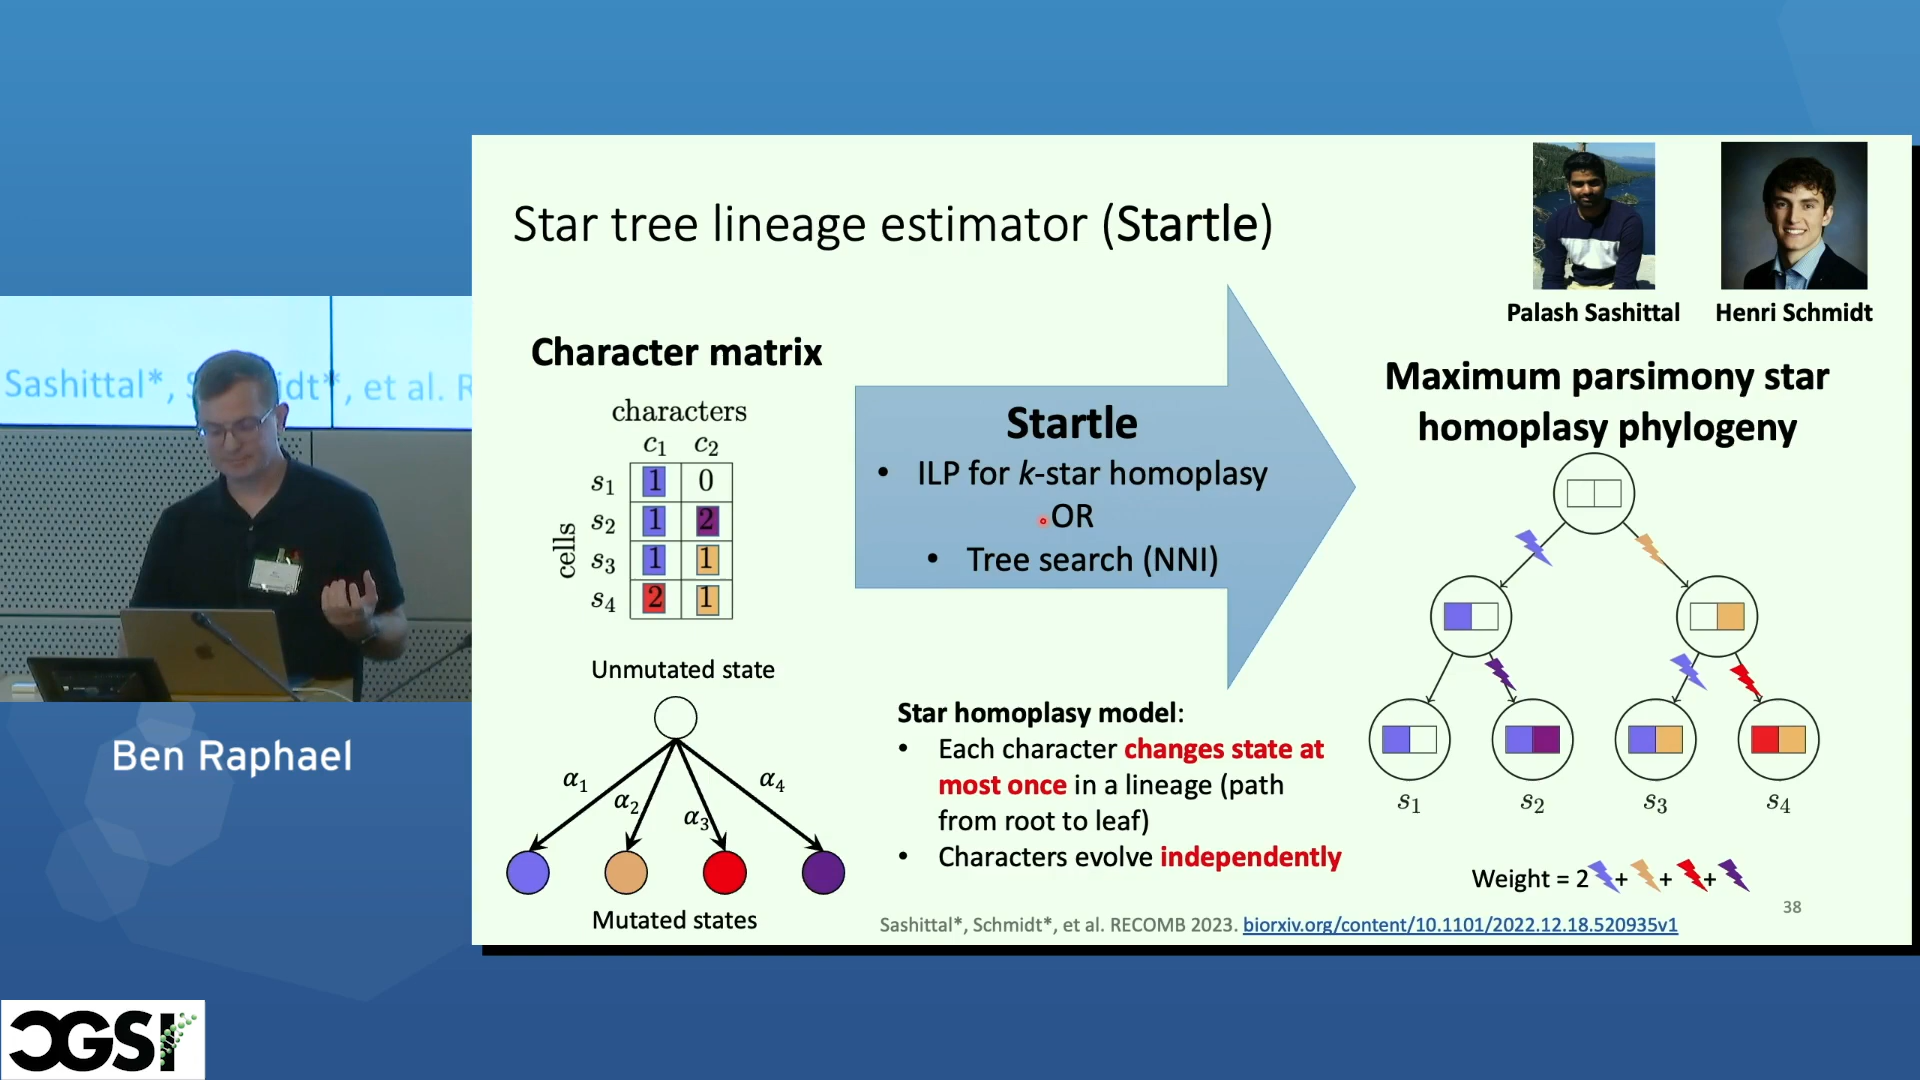 Star tree lineage estimator (Startle)
Palash Sashittal
Henri Schmidt
Character matrix
characters
c1 c2
cells
s1 1 0
s2 1 2
s3 1 1
s4 2 1
Startle
• ILP for k-star homoplasy
OR
• Tree search (NNI)
Maximum parsimony star
homoplasy phylogeny
s1 s2 s3 s4
Weight = 2 + + +
Unmutated state
α1 α2 α3 α4
Mutated states
Star homoplasy model:
• Each character changes state at
most once in a lineage (path
from root to leaf)
• Characters evolve independently
Sashittal*, Schmidt*, et al. RECOMB 2023. biorxiv.org/content/10.1101/2022.12.18.520935v1
38
Sashittal*, S idt*, et al. R
Ben Raphael
CGSI